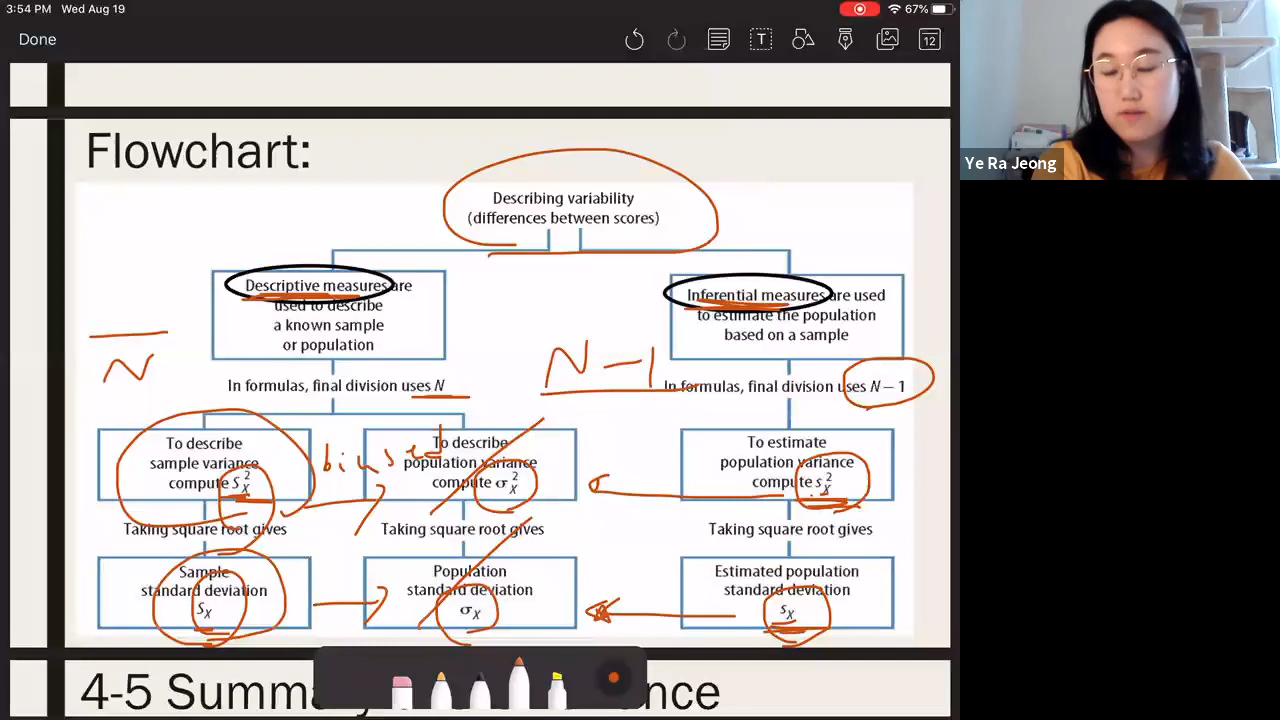 3:54 PM Wed Aug 19
67%
Done
T
12
Ye Ra Jeong
Flowchart:
Describing variability
(differences between scores)
Descriptive measures are
used to describe
a known sample
or population
Inferential measures are used
to estimate the population
based on a sample
N
N-1
In formulas, final division uses N
In formulas, final division uses N – 1
To describe
sample variance
compute S²X
biased
To describe
population variance
compute σ²X
To estimate
population variance
compute s²X
Taking square root gives
Taking square root gives
Taking square root gives
Sample
standard deviation
SX
Population
standard deviation
σX
Estimated population
standard deviation
sX
4-5 Summ
nce